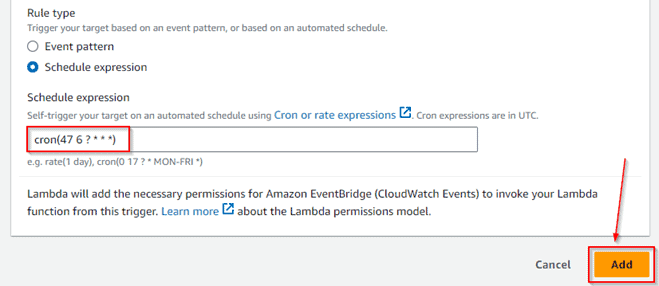 Rule type
Trigger your target based on an event pattern, or based on an automated schedule.
Event pattern
Schedule expression
Schedule expression
Self-trigger your target on an automated schedule using Cron or rate expressions. Cron expressions are in UTC.
cron(47 6 ? * * *)
e.g. rate(1 day), cron(0 17 ? * MON-FRI *)
Lambda will add the necessary permissions for Amazon EventBridge (CloudWatch Events) to invoke your Lambda
function from this trigger. Learn more about the Lambda permissions model.
Cancel Add